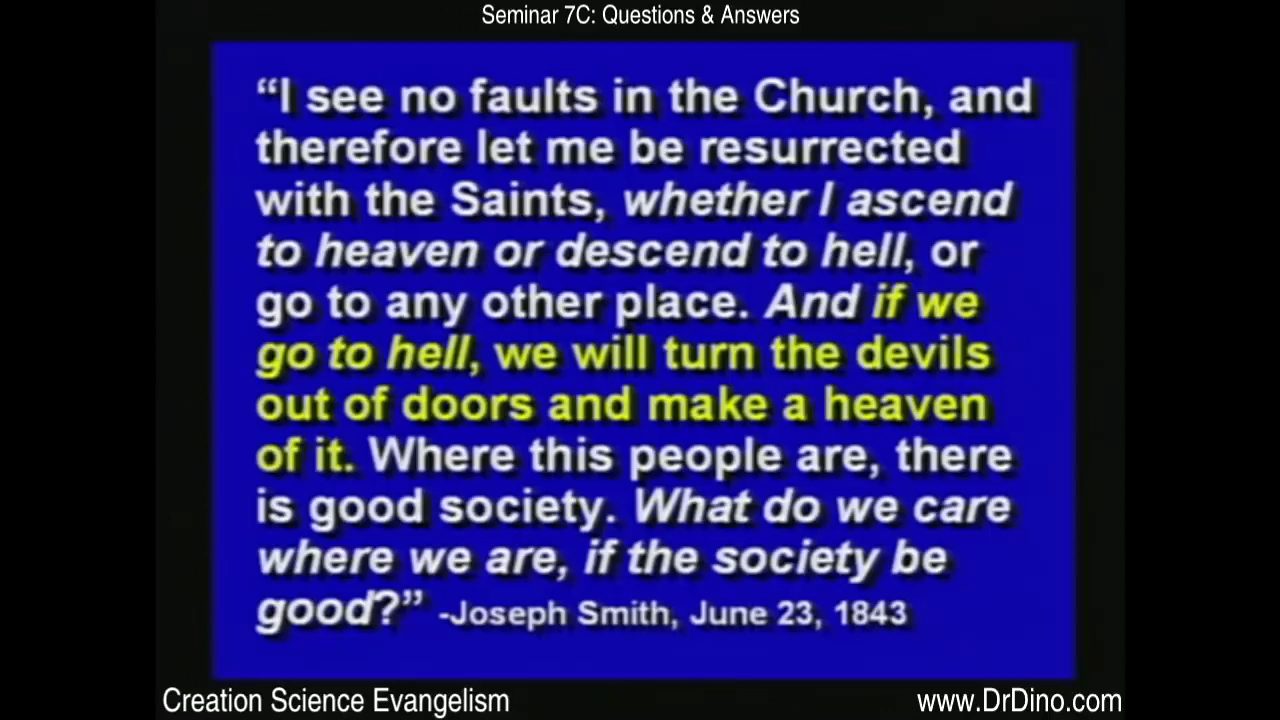 Seminar 7C: Questions & Answers
“I see no faults in the Church, and
therefore let me be resurrected
with the Saints, whether I ascend
to heaven or descend to hell, or
go to any other place. And if we
go to hell, we will turn the devils
out of doors and make a heaven
of it. Where this people are, there
is good society. What do we care
where we are, if the society be
good?” -Joseph Smith, June 23, 1843
Creation Science Evangelism
www.DrDino.com